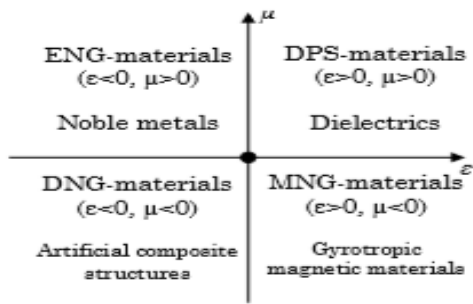 μ
ENG-materials
(ε<0, μ>0)
Noble metals
DPS-materials
(ε>0, μ>0)
Dielectrics
ε
DNG-materials
(ε<0, μ<0)
Artificial composite
structures
MNG-materials
(ε>0, μ<0)
Gyrotropic
magnetic materials